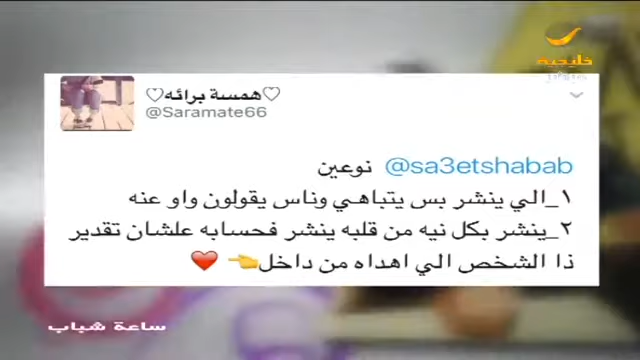 خليجية
♡همسة برائه♡
@Saramate66
@sa3etshabab نوعين
١_الي ينشر بس يتباهي وناس يقولون واو عنه
٢_ينشر بكل نيه من قلبه ينشر فحسابه علشان تقدير
ذا الشخص الي اهداه من داخل👈 ❤️
ساعة شباب